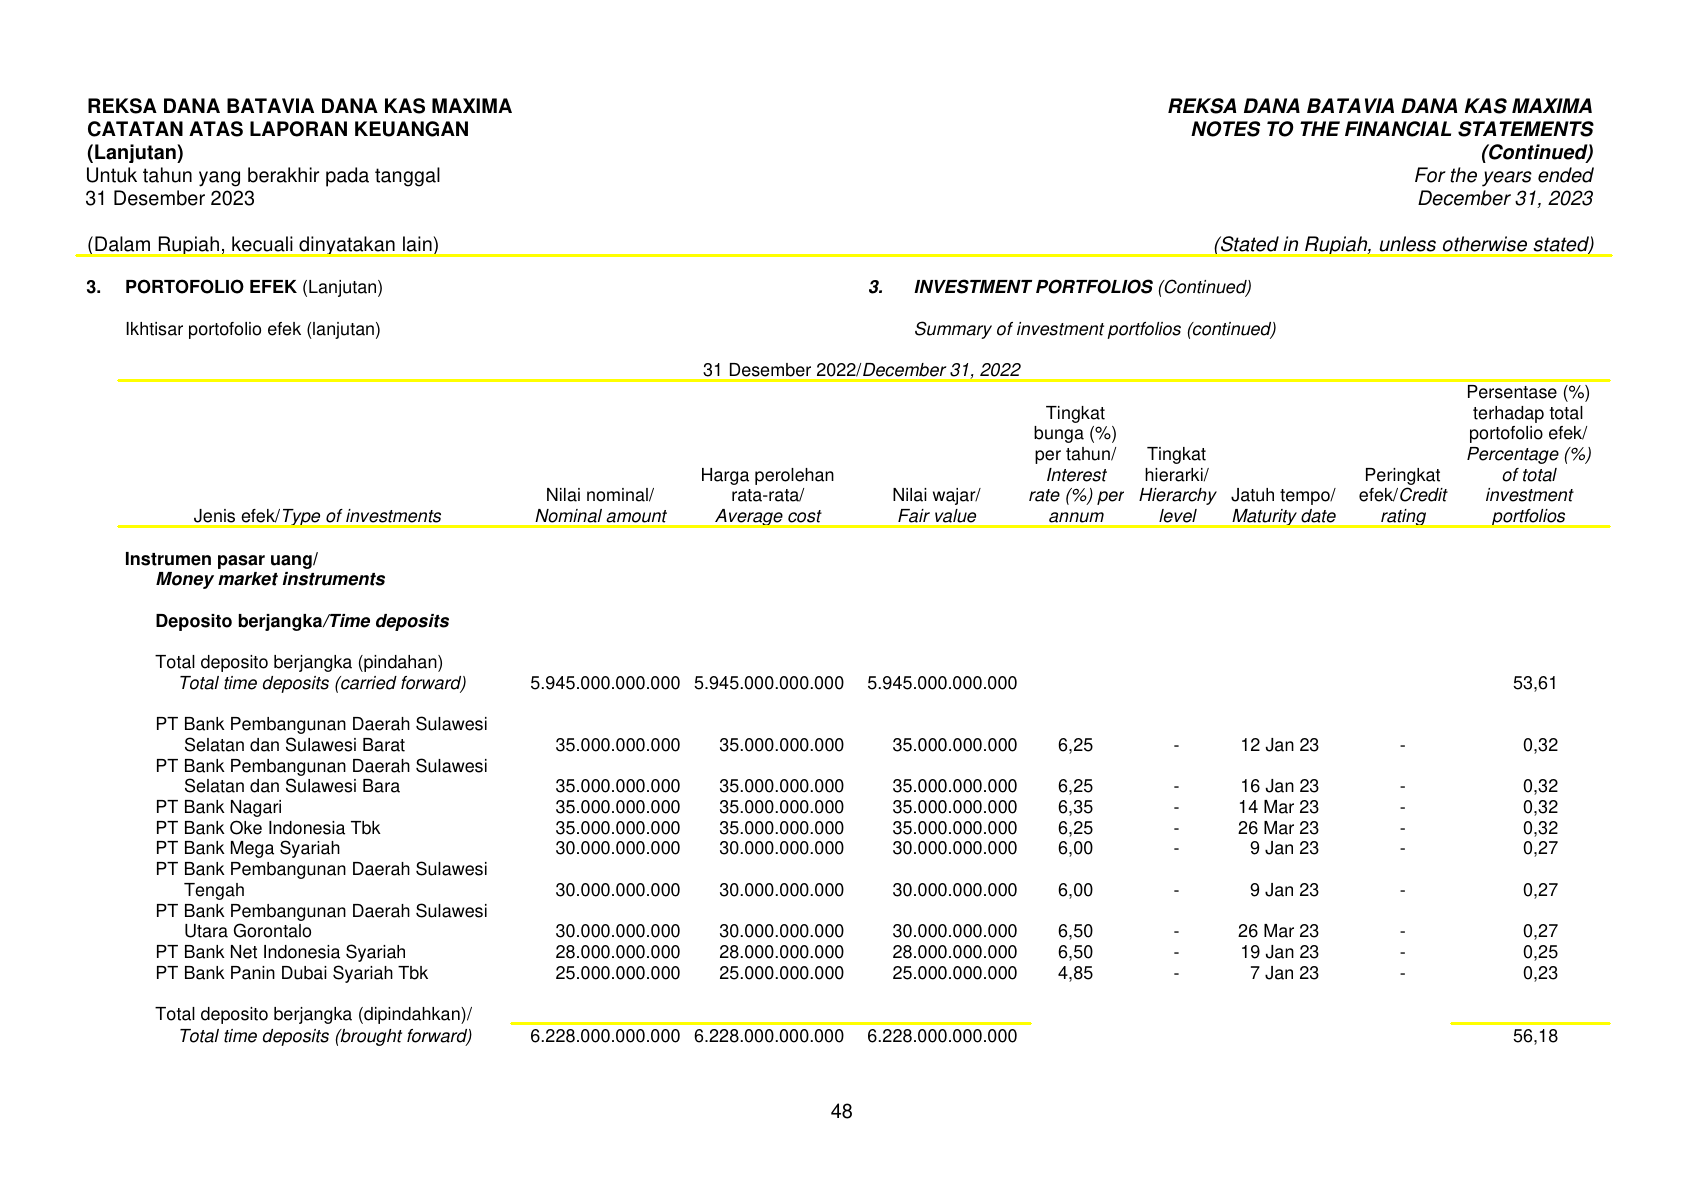 REKSA DANA BATAVIA DANA KAS MAXIMA
CATATAN ATAS LAPORAN KEUANGAN
(Lanjutan)
Untuk tahun yang berakhir pada tanggal
31 Desember 2023
(Dalam Rupiah, kecuali dinyatakan lain)
REKSA DANA BATAVIA DANA KAS MAXIMA
NOTES TO THE FINANCIAL STATEMENTS
(Continued)
For the years ended
December 31, 2023
(Stated in Rupiah, unless otherwise stated)
3. PORTOFOLIO EFEK (Lanjutan)
Ikhtisar portofolio efek (lanjutan)
3. INVESTMENT PORTFOLIOS (Continued)
Summary of investment portfolios (continued)
31 Desember 2022/December 31, 2022
Jenis efek/Type of investments
Nilai nominal/
Nominal amount
Harga perolehan
rata-rata/
Average cost
Nilai wajar/
Fair value
Tingkat
bunga (%)
per tahun/
Interest
rate (%) per
annum
Tingkat
hierarki/
Hierarchy
level
Jatuh tempo/
Maturity date
Peringkat
efek/Credit
rating
Persentase (%)
terhadap total
portofolio efek/
Percentage (%)
of total
investment
portfolios
Instrumen pasar uang/
Money market instruments
Deposito berjangka/Time deposits
Total deposito berjangka (pindahan)
Total time deposits (carried forward) 5.945.000.000.000 5.945.000.000.000 5.945.000.000.000 53,61
PT Bank Pembangunan Daerah Sulawesi
Selatan dan Sulawesi Barat 35.000.000.000 35.000.000.000 35.000.000.000 6,25 - 12 Jan 23 - 0,32
PT Bank Pembangunan Daerah Sulawesi
Selatan dan Sulawesi Bara 35.000.000.000 35.000.000.000 35.000.000.000 6,25 - 16 Jan 23 - 0,32
PT Bank Nagari 35.000.000.000 35.000.000.000 35.000.000.000 6,35 - 14 Mar 23 - 0,32
PT Bank Oke Indonesia Tbk 35.000.000.000 35.000.000.000 35.000.000.000 6,25 - 26 Mar 23 - 0,32
PT Bank Mega Syariah 30.000.000.000 30.000.000.000 30.000.000.000 6,00 - 9 Jan 23 - 0,27
PT Bank Pembangunan Daerah Sulawesi
Tengah 30.000.000.000 30.000.000.000 30.000.000.000 6,00 - 9 Jan 23 - 0,27
PT Bank Pembangunan Daerah Sulawesi
Utara Gorontalo 30.000.000.000 30.000.000.000 30.000.000.000 6,50 - 26 Mar 23 - 0,27
PT Bank Net Indonesia Syariah 28.000.000.000 28.000.000.000 28.000.000.000 6,50 - 19 Jan 23 - 0,25
PT Bank Panin Dubai Syariah Tbk 25.000.000.000 25.000.000.000 25.000.000.000 4,85 - 7 Jan 23 - 0,23
Total deposito berjangka (dipindahkan)/
Total time deposits (brought forward) 6.228.000.000.000 6.228.000.000.000 6.228.000.000.000 56,18
48